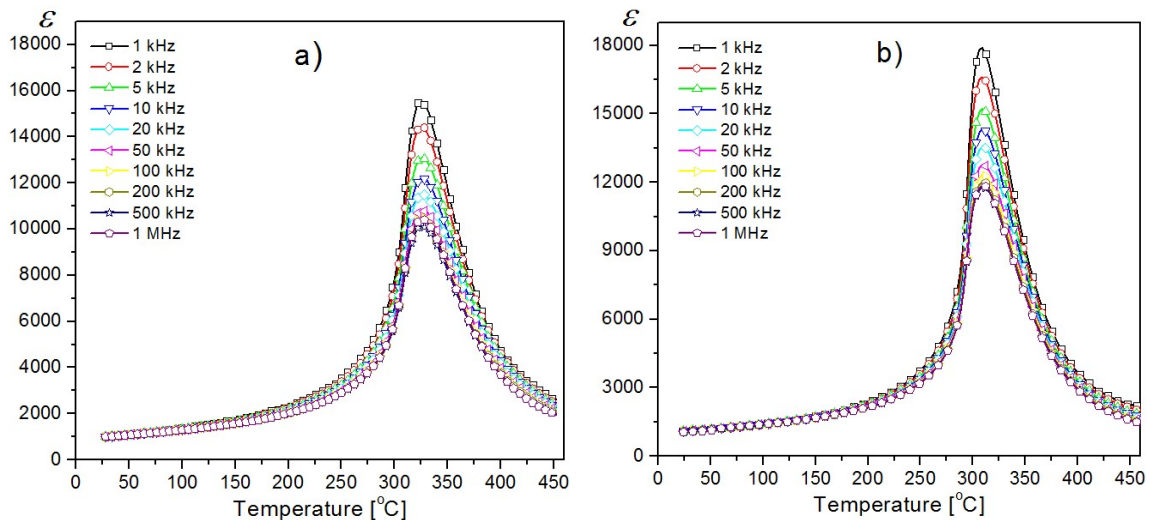 ε
18000
16000
14000
12000
10000
8000
6000
4000
2000
0
1 kHz
2 kHz
5 kHz
10 kHz
20 kHz
50 kHz
100 kHz
200 kHz
500 kHz
1 MHz
a)
0 50 100 150 200 250 300 350 400 450
Temperature [°C]
ε
18000
15000
12000
9000
6000
3000
0
1 kHz
2 kHz
5 kHz
10 kHz
20 kHz
50 kHz
100 kHz
200 kHz
500 kHz
1 MHz
b)
0 50 100 150 200 250 300 350 400 450
Temperature [°C]